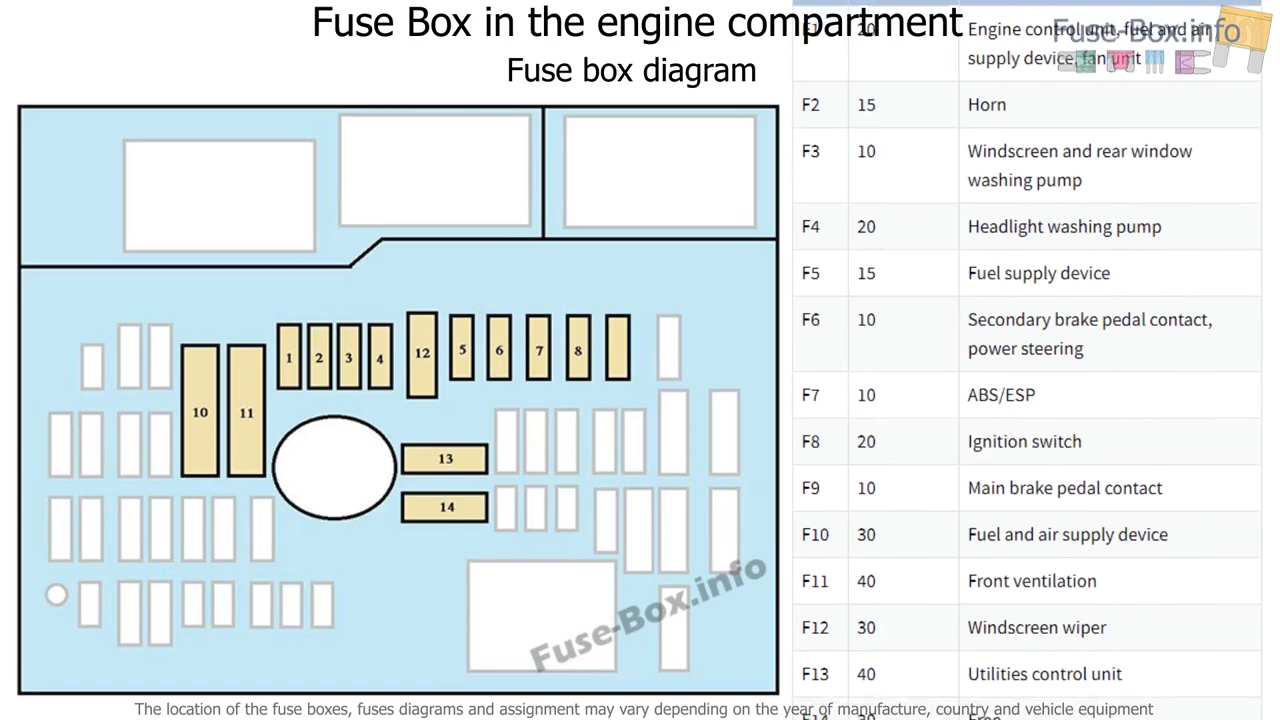 Fuse Box in the engine compartment
Fuse box diagram
Fuse-Box.info
F1 20 Engine control unit, fuel and air
supply device, fan unit
F2 15 Horn
F3 10 Windscreen and rear window
washing pump
F4 20 Headlight washing pump
F5 15 Fuel supply device
F6 10 Secondary brake pedal contact,
power steering
F7 10 ABS/ESP
F8 20 Ignition switch
F9 10 Main brake pedal contact
F10 30 Fuel and air supply device
F11 40 Front ventilation
F12 30 Windscreen wiper
F13 40 Utilities control unit
F14 30 Free
10 11 1 2 3 4 12 5 6 7 8
13
14
Fuse-Box.info
The location of the fuse boxes, fuses diagrams and assignment may vary depending on the year of manufacture, country and vehicle equipment